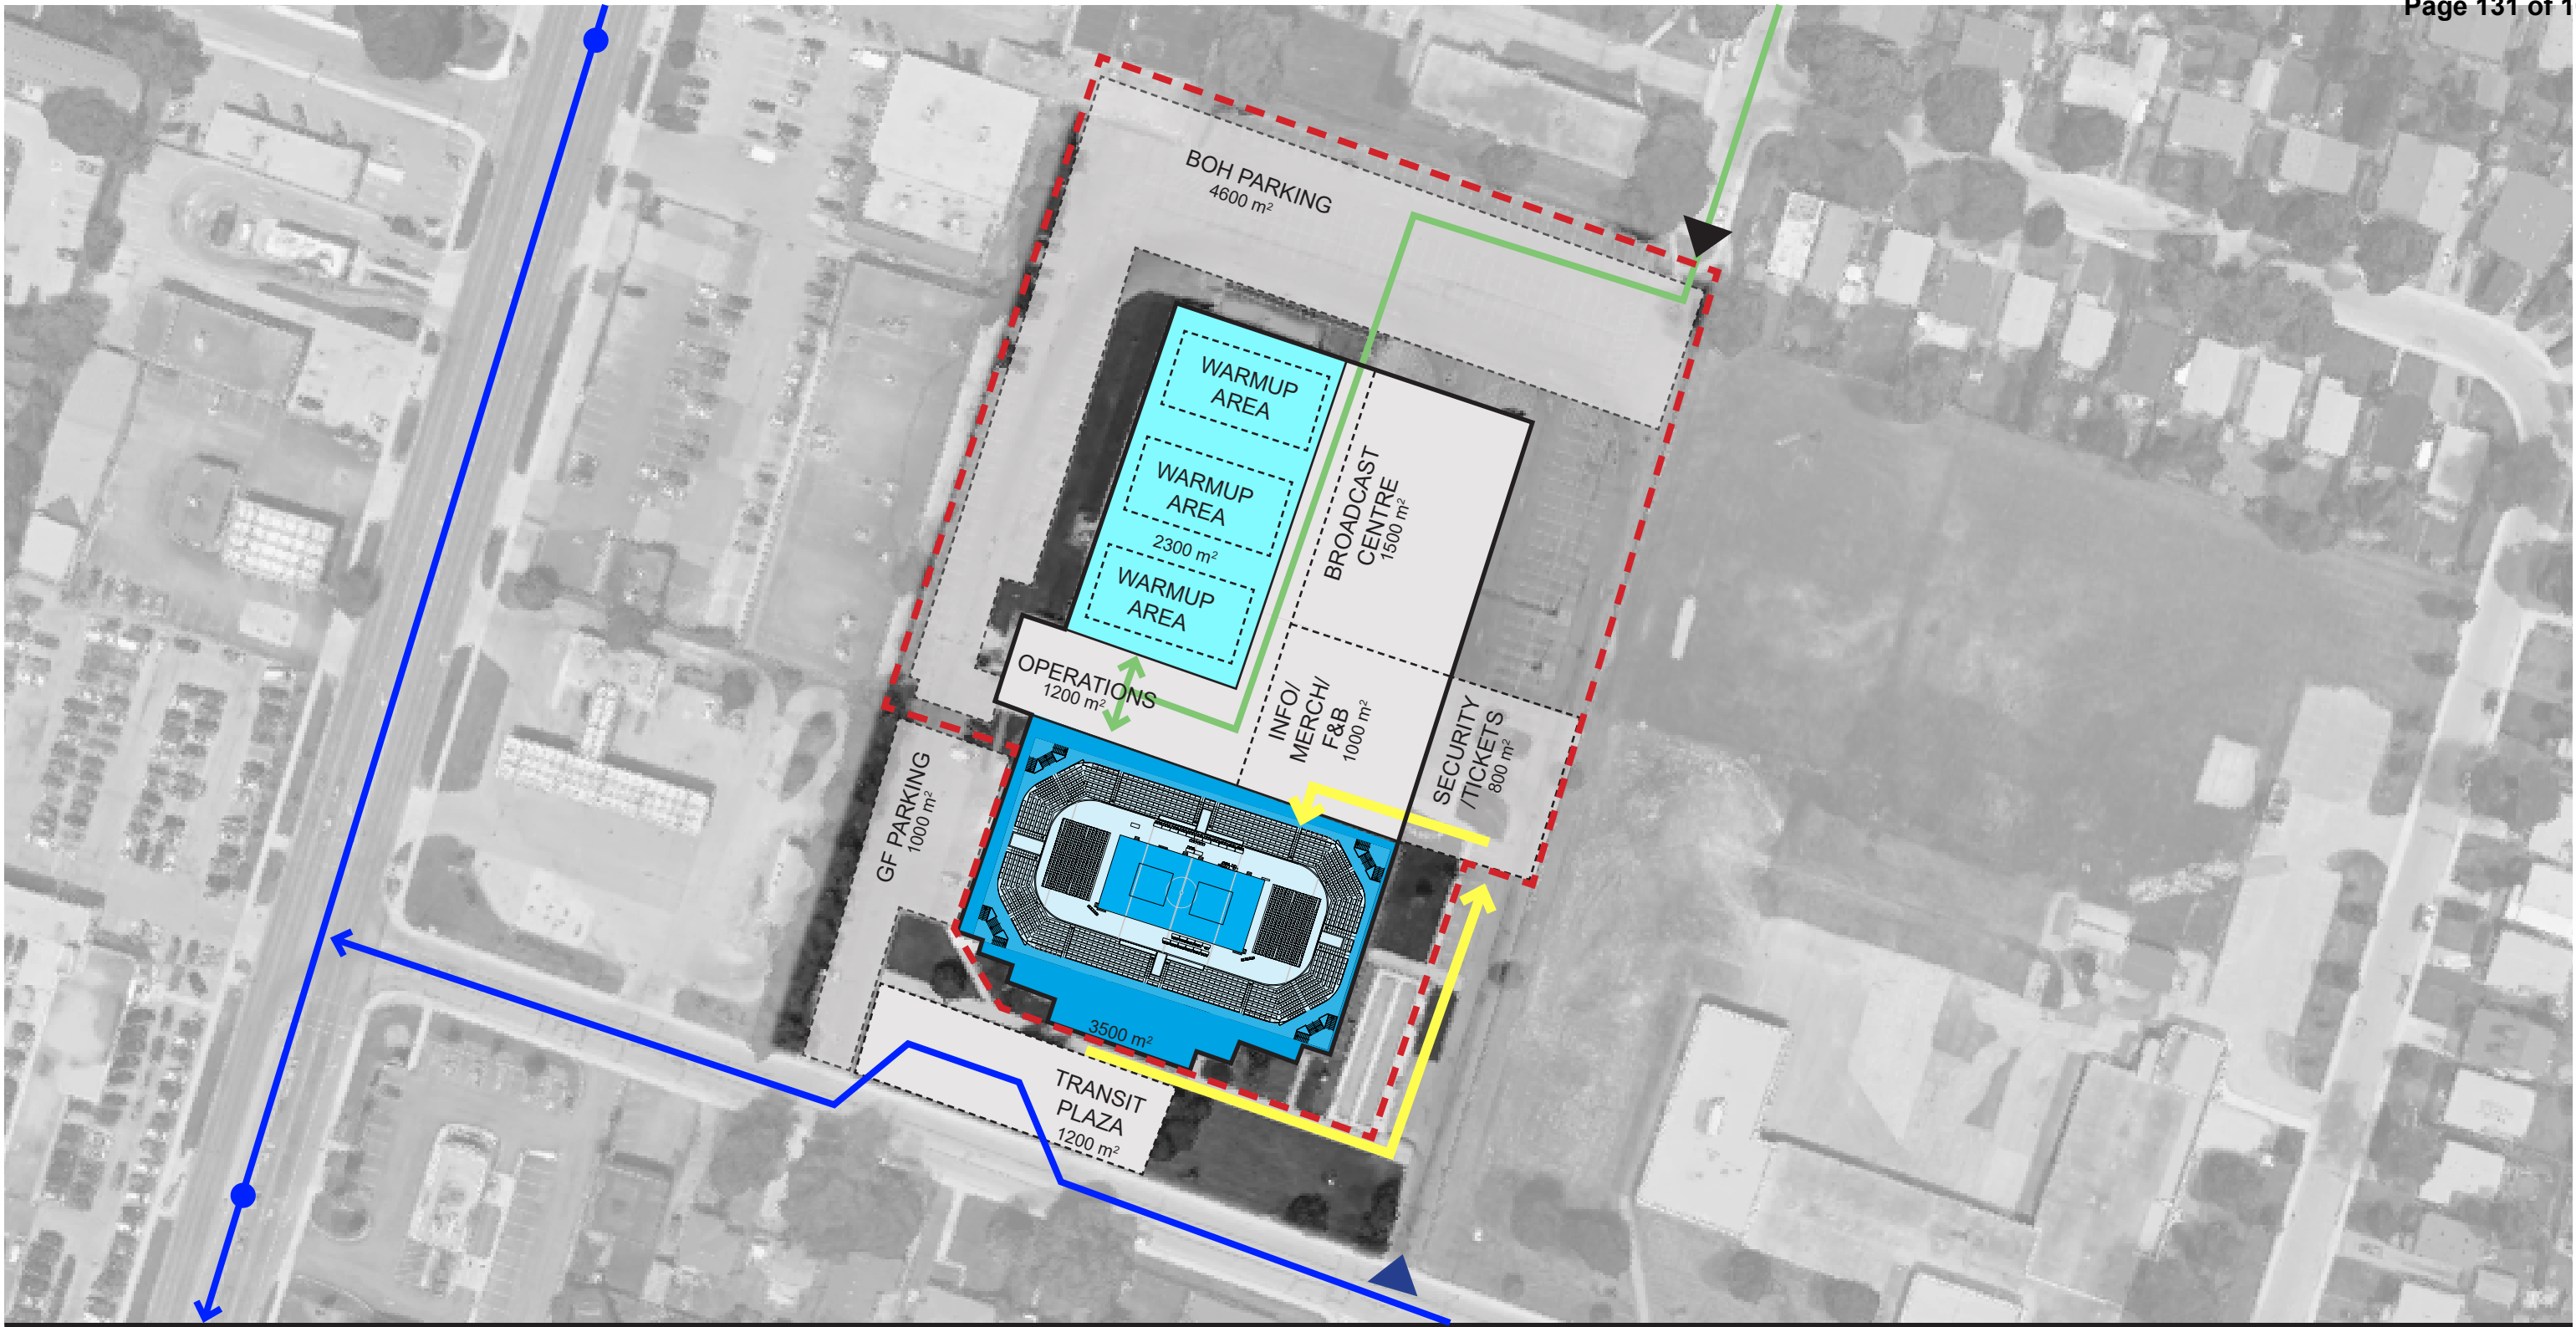 Page 131 of 1
BOH PARKING
4600 m²
WARMUP
AREA
WARMUP
AREA
2300 m²
WARMUP
AREA
BROADCAST
CENTRE
1500 m²
OPERATIONS
1200 m²
INFO/
MERCH/
F&B
1000 m²
SECURITY
/TICKETS
800 m²
GF PARKING
1000 m²
3500 m²
TRANSIT
PLAZA
1200 m²